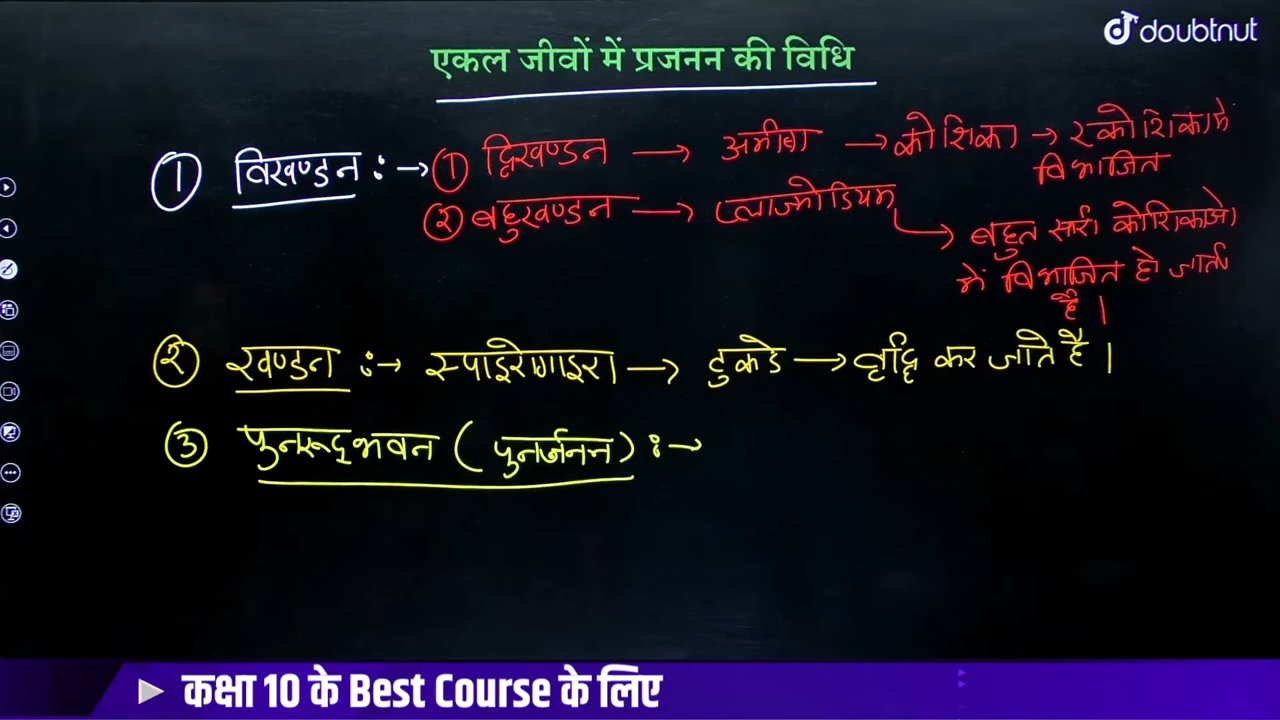 doubtnut
एकल जीवों में प्रजनन की विधि
① विखण्डन :→ ① द्विखण्डन → अमीबा → कोशिका → २ कोशिका में
विभाजित
② बहुखण्डन → प्लाज्मोडियम
→ बहुत सारी कोशिकाओं
में विभाजित हो जाती
है।
② खण्डन :→ स्पाइरोगाइरा → टुकडे → वृद्धि कर जाते है।
③ पुनरूद्भवन (पुनर्जनन) :→
कक्षा 10 के Best Course के लिए